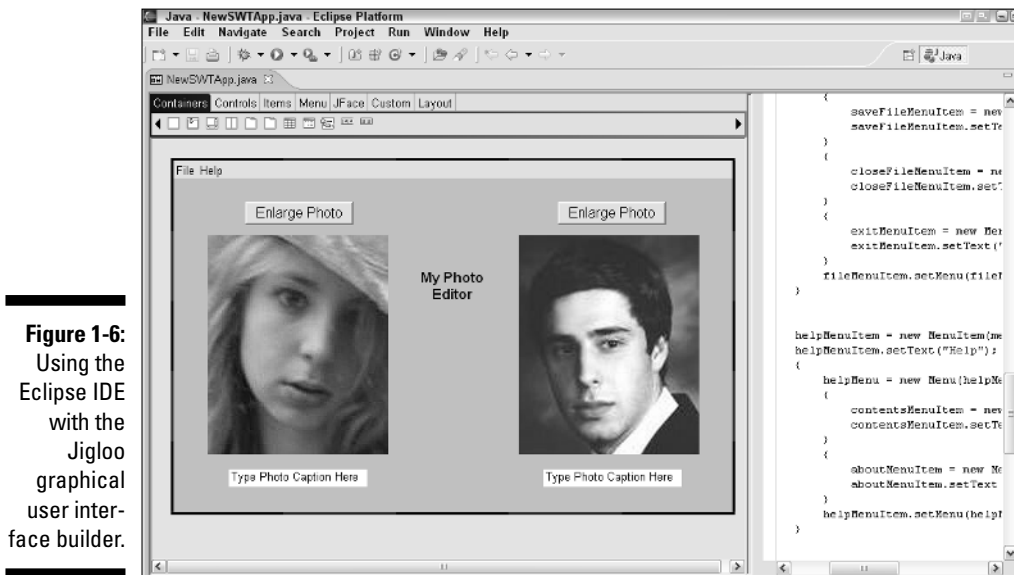 Java - NewSWTApp.java - Eclipse Platform
File Edit Navigate Search Project Run Window Help
Java
NewSWTApp.java
Containers Controls Items Menu JFace Custom Layout
File Help
Enlarge Photo
Enlarge Photo
My Photo
Editor
Type Photo Caption Here
Type Photo Caption Here
{
saveFileMenuItem = new
saveFileMenuItem.setTe
}
{
closeFileMenuItem = ne
closeFileMenuItem.set
}
{
exitMenuItem = new Men
exitMenuItem.setText("
}
fileMenuItem.setMenu(file
}
helpMenuItem = new MenuItem(me
helpMenuItem.setText("Help");
{
helpMenu = new Menu(helpMe
{
contentsMenuItem = new
contentsMenuItem.setTe
}
{
aboutMenuItem = new Me
aboutMenuItem.setText
}
helpMenuItem.setMenu(help
}
Figure 1-6:
Using the
Eclipse IDE
with the
Jigloo
graphical
user inter-
face builder.